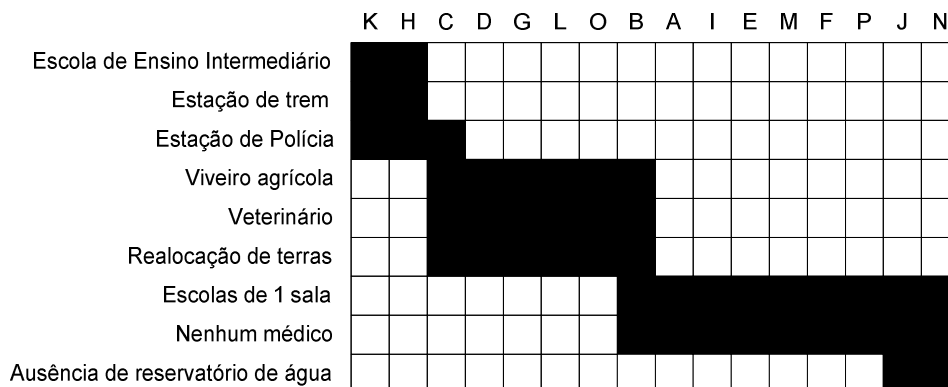 K H C D G L O B A I E M F P J N
Escola de Ensino Intermediário
Estação de trem
Estação de Polícia
Viveiro agrícola
Veterinário
Realocação de terras
Escolas de 1 sala
Nenhum médico
Ausência de reservatório de água